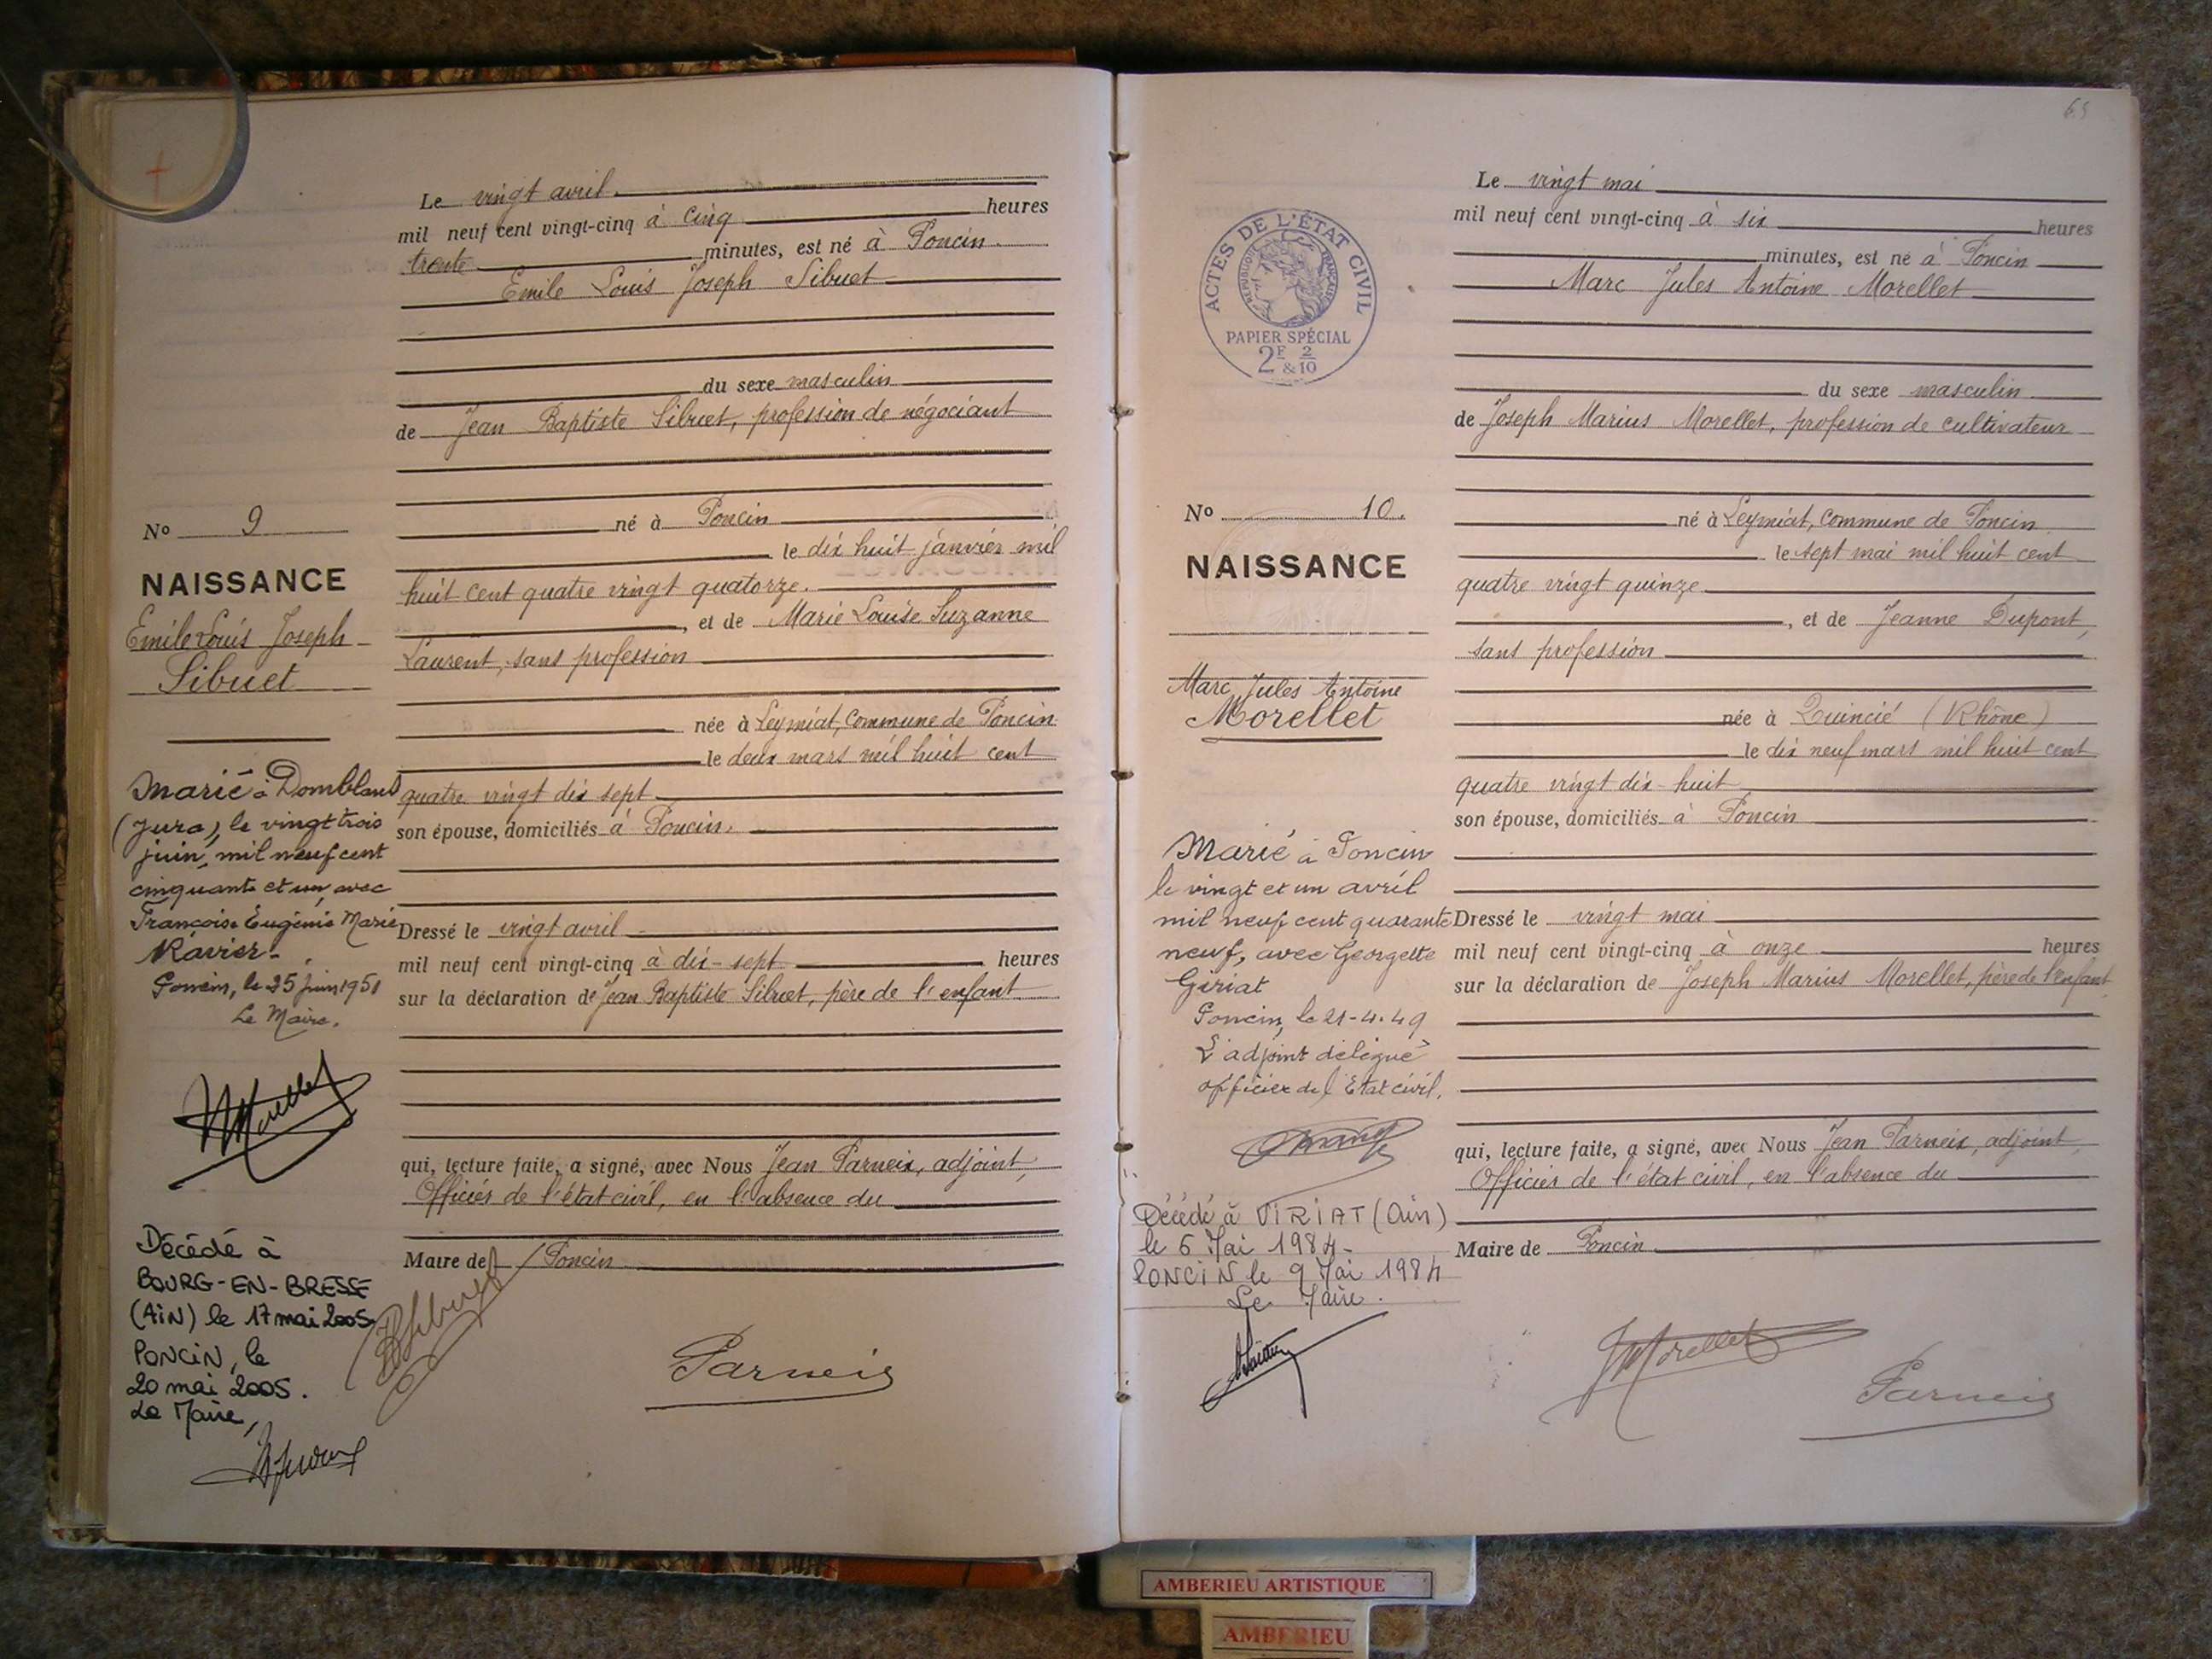 Le vingt avril
mil neuf cent vingt-cinq à cinq heures
trente minutes, est né à Poncin
Emile Louis Joseph Sibuet
du sexe masculin
de Jean Baptiste Sibuet, profession de négociant
né à Poncin
le dix huit janvier mil
huit cent quatre vingt quatorze.
, et de Marie Louise Suzanne
Laurent, sans profession
née à Leymiat, commune de Poncin
le deux mars mil huit cent
quatre vingt dix sept
son épouse, domiciliés à Poncin.
Dressé le vingt avril
mil neuf cent vingt-cinq à dix-sept heures
sur la déclaration de Jean Baptiste Sibuet, père de l'enfant
qui, lecture faite, a signé, avec Nous Jean Parneix, adjoint,
Officier de l'état civil, en l'absence du
Maire de Poncin
Parneix
No 9
NAISSANCE
Emile Louis Joseph
Sibuet
Marié à Domblans
(Jura), le vingt trois
juin, mil neuf cent
cinquante et un, avec
Françoise Eugénie Marie
Ravier.
Poncin, le 25 juin 1951
Le Maire.
Décédé à
BOURG-EN-BRESSE
(AIN) le 17 mai 2005.
PONCIN, le
20 mai 2005.
Le Maire,
65
ACTES DE L'ÉTAT CIVIL
RÉPUBLIQUE FRANÇAISE
PAPIER SPÉCIAL
2F & 2/10
No 10.
NAISSANCE
Marc Jules Antoine
Morellet
Marié à Poncin
le vingt et un avril
mil neuf cent quarante
neuf, avec Georgette
Giriat
Poncin, le 21-4-49
L'adjoint délégué
officier de l'Etat civil.
Décédé à VIRIAT (Ain)
le 6 Mai 1984-
PONCIN le 9 Mai 1984
Le Maire.
Le vingt mai
mil neuf cent vingt-cinq à six heures
minutes, est né à Poncin
Marc Jules Antoine Morellet
du sexe masculin
de Joseph Marius Morellet, profession de cultivateur
né à Leymiat, commune de Poncin
le sept mai mil huit cent
quatre vingt quinze
, et de Jeanne Dupont,
sans profession
née à Quincié (Rhône)
le dix neuf mars mil huit cent
quatre vingt dix-huit
son épouse, domiciliés à Poncin
Dressé le vingt mai
mil neuf cent vingt-cinq à onze heures
sur la déclaration de Joseph Marius Morellet, père de l'enfant
qui, lecture faite, a signé, avec Nous Jean Parneix, adjoint,
Officier de l'état civil, en l'absence du
Maire de Poncin
JMorellet
Parneix
AMBERIEU ARTISTIQUE
AMBERIEU